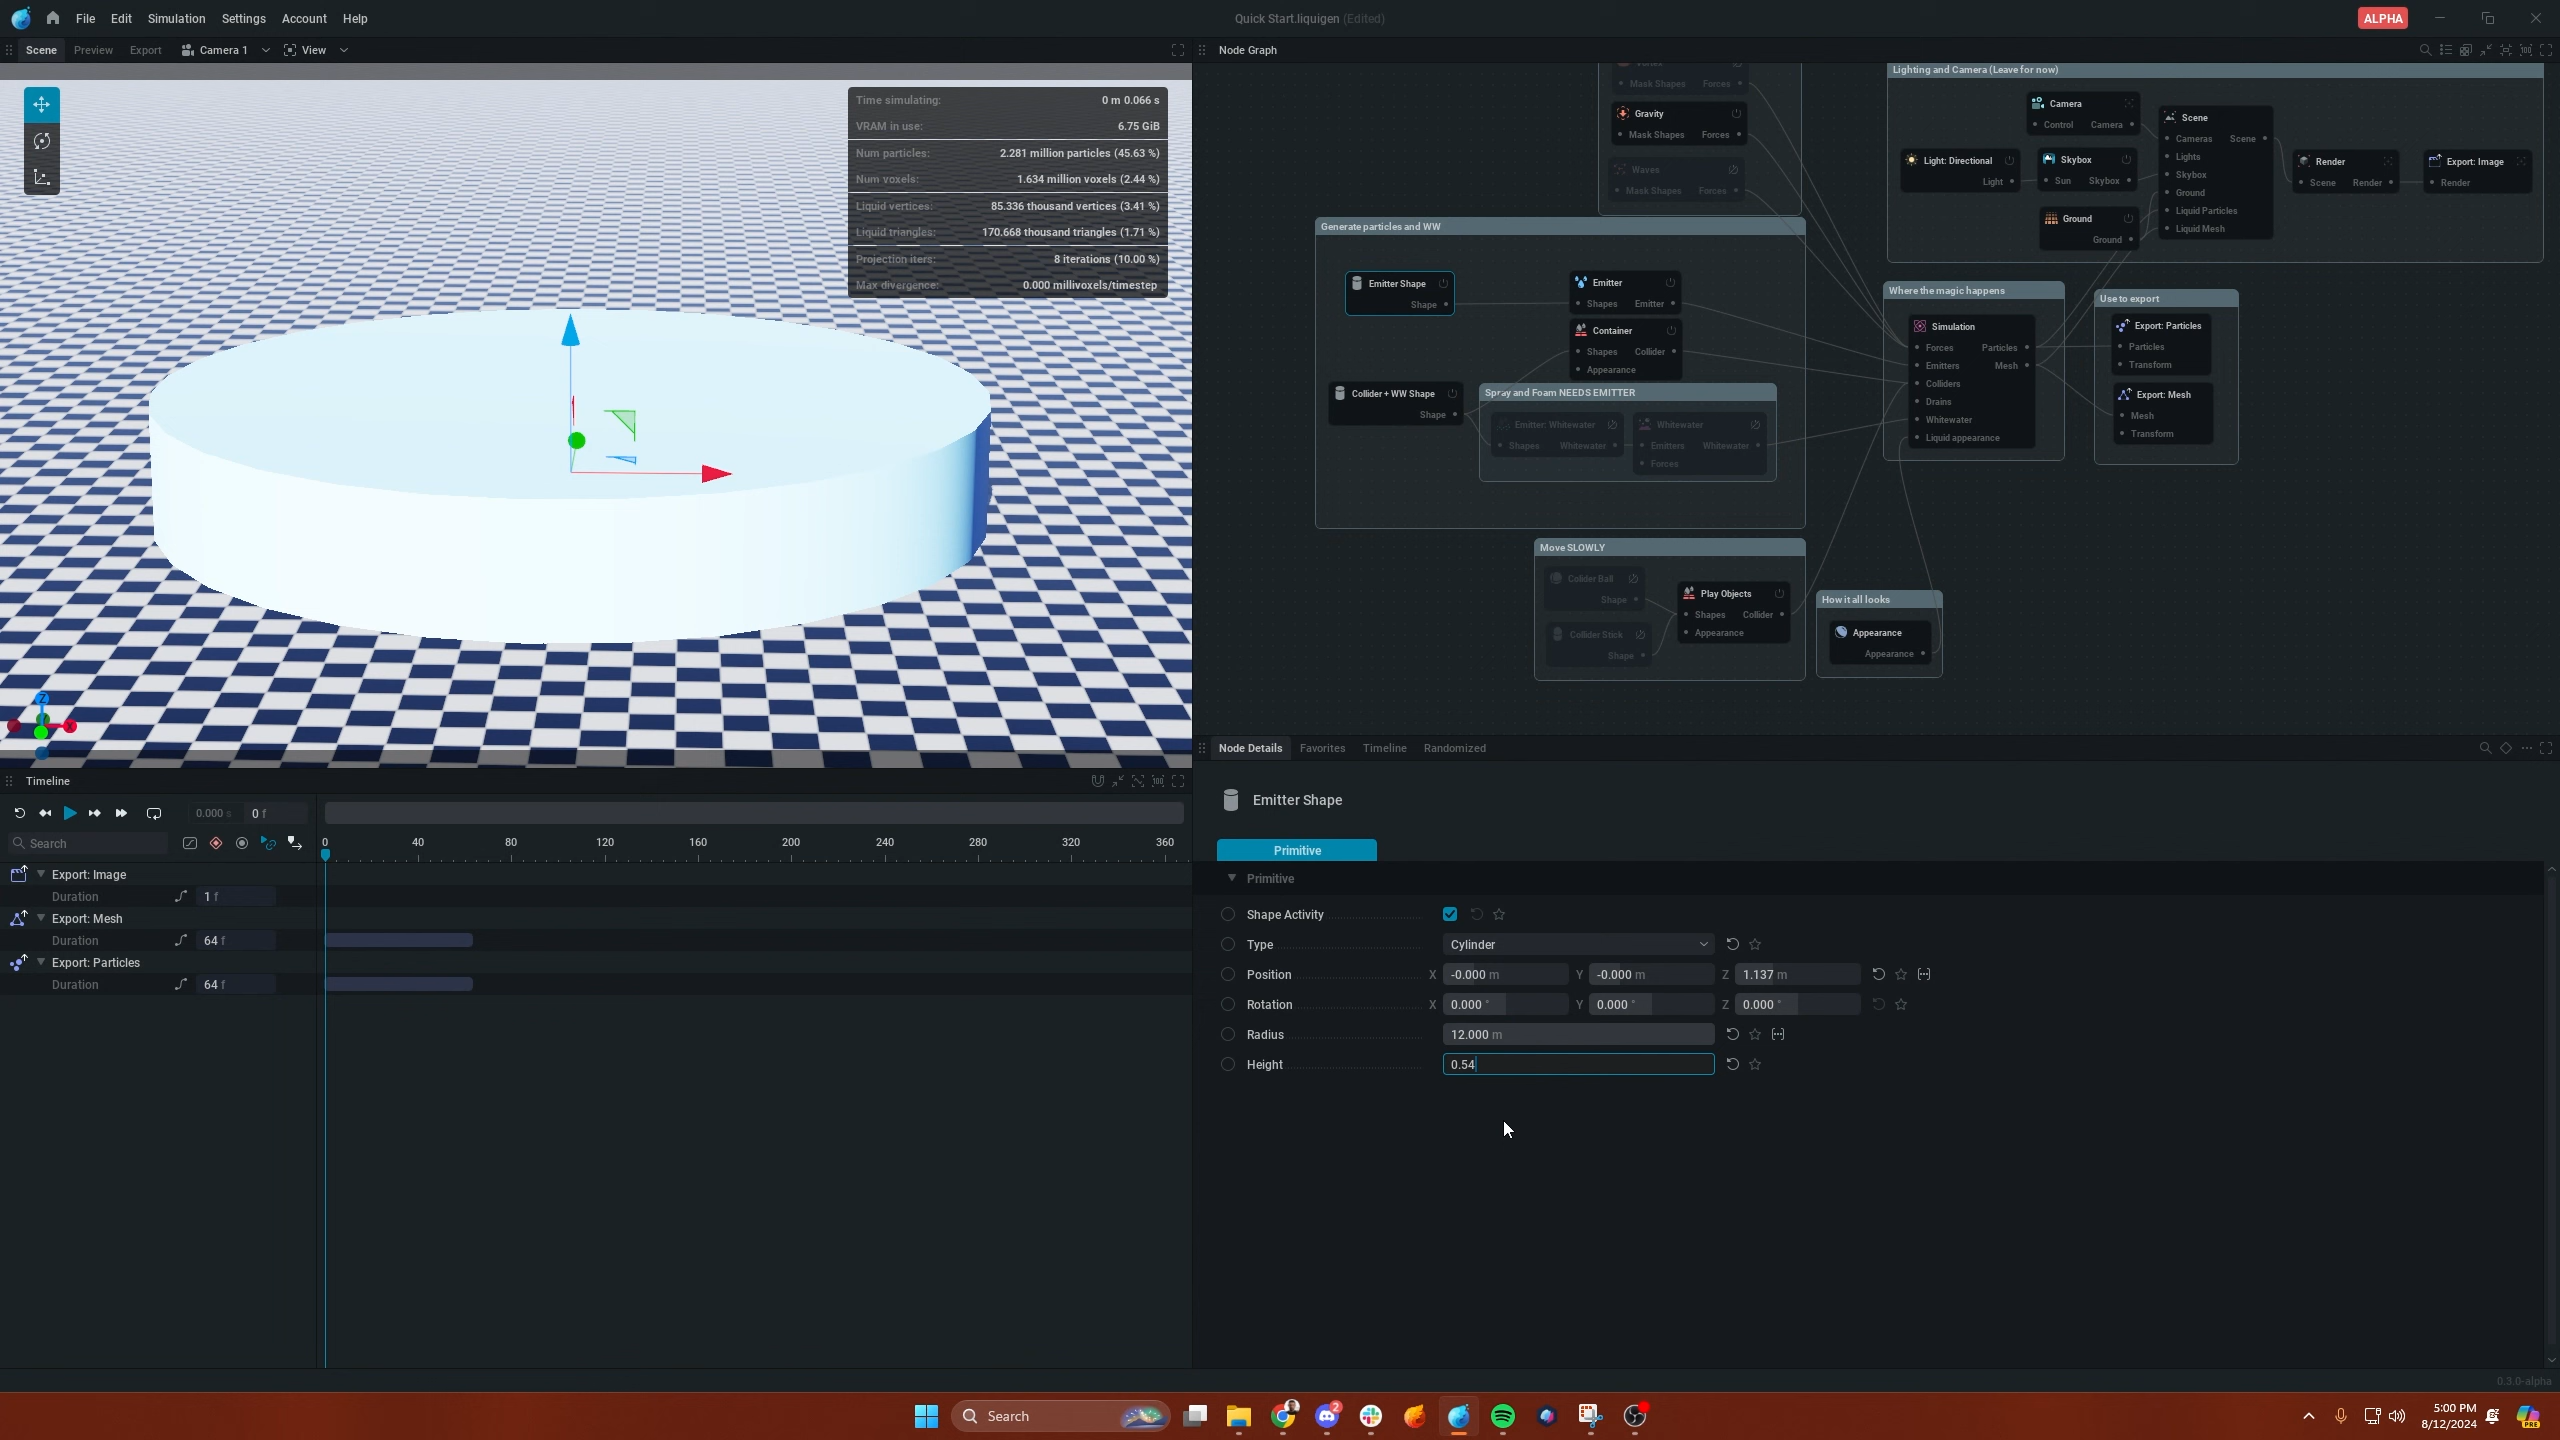 File Edit Simulation Settings Account Help
Quick Start.liquigen (Edited)
ALPHA
Scene Preview Export Camera 1 View
Node Graph
Time simulating: 0 m 0.066 s
VRAM in use: 6.75 GiB
Num particles: 2.281 million particles (45.63 %)
Num voxels: 1.634 million voxels (2.44 %)
Liquid vertices: 85.336 thousand vertices (3.41 %)
Liquid triangles: 170.668 thousand triangles (1.71 %)
Projection iters: 8 iterations (10.00 %)
Max divergence: 0.000 millivoxels/timestep
Z
X
Mask Shapes Forces
Gravity
Mask Shapes Forces
Waves
Mask Shapes Forces
Lighting and Camera (Leave for now)
Camera
Control Camera
Light: Directional
Light
Skybox
Sun Skybox
Ground
Ground
Scene
Cameras Scene
Lights
Skybox
Ground
Liquid Particles
Liquid Mesh
Render
Scene Render
Export: Image
Render
Generate particles and WW
Emitter Shape
Shape
Emitter
Shapes Emitter
Container
Shapes Collider
Appearance
Collider + WW Shape
Shape
Spray and Foam NEEDS EMITTER
Emitter: Whitewater
Shapes Whitewater
Whitewater
Emitters Whitewater
Forces
Where the magic happens
Simulation
Forces Particles
Emitters Mesh
Colliders
Drains
Whitewater
Liquid appearance
Use to export
Export: Particles
Particles
Transform
Export: Mesh
Mesh
Transform
Move SLOWLY
Colider Ball
Shape
Collider Stick
Shape
Play Objects
Shapes Collider
Appearance
How it all looks
Appearance
Appearance
Timeline
0.000 s 0 f
Search
0 40 80 120 160 200 240 280 320 360
Export: Image
Duration 1 f
Export: Mesh
Duration 64 f
Export: Particles
Duration 64 f
Node Details Favorites Timeline Randomized
Emitter Shape
Primitive
Primitive
Shape Activity
Type Cylinder
Position X -0.000 m Y -0.000 m Z 1.137 m
Rotation X 0.000 ° Y 0.000 ° Z 0.000 °
Radius 12.000 m
Height 0.54
0.3.0-alpha
Search
2
5:00 PM
8/12/2024
PRE